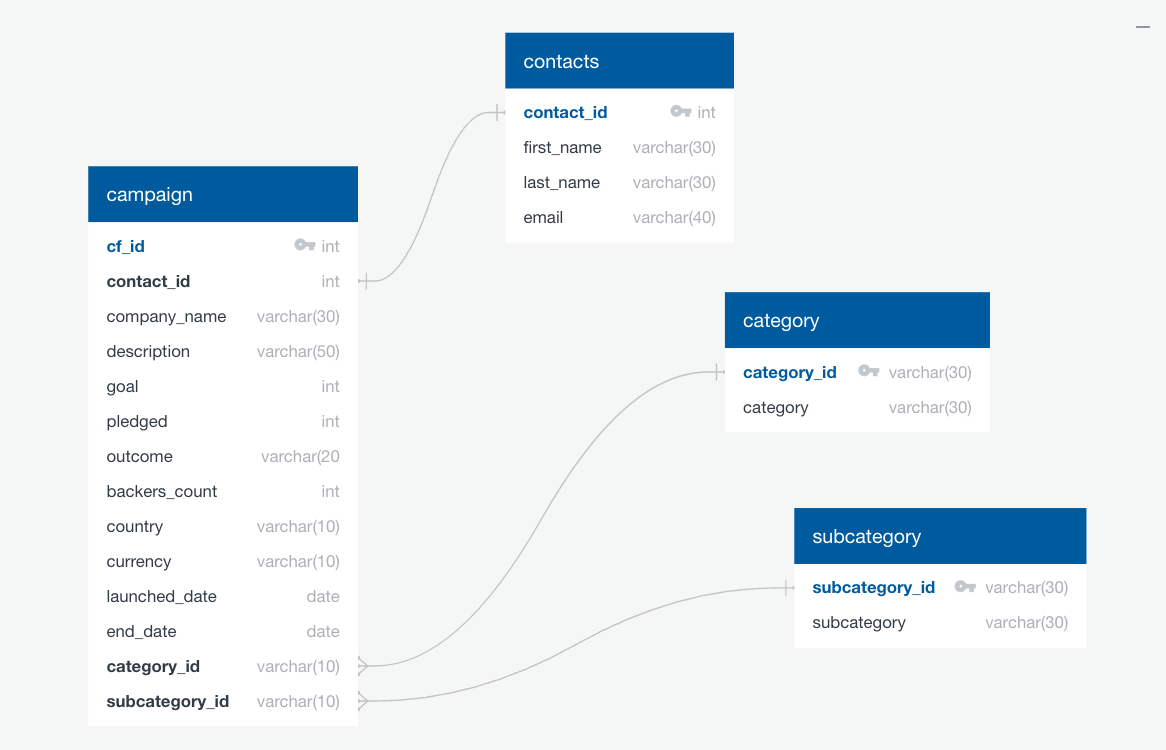 contacts
contact_id int
first_name varchar(30)
last_name varchar(30)
email varchar(40)
campaign
cf_id int
contact_id int
company_name varchar(30)
description varchar(50)
goal int
pledged int
outcome varchar(20
backers_count int
country varchar(10)
currency varchar(10)
launched_date date
end_date date
category_id varchar(10)
subcategory_id varchar(10)
category
category_id varchar(30)
category varchar(30)
subcategory
subcategory_id varchar(30)
subcategory varchar(30)